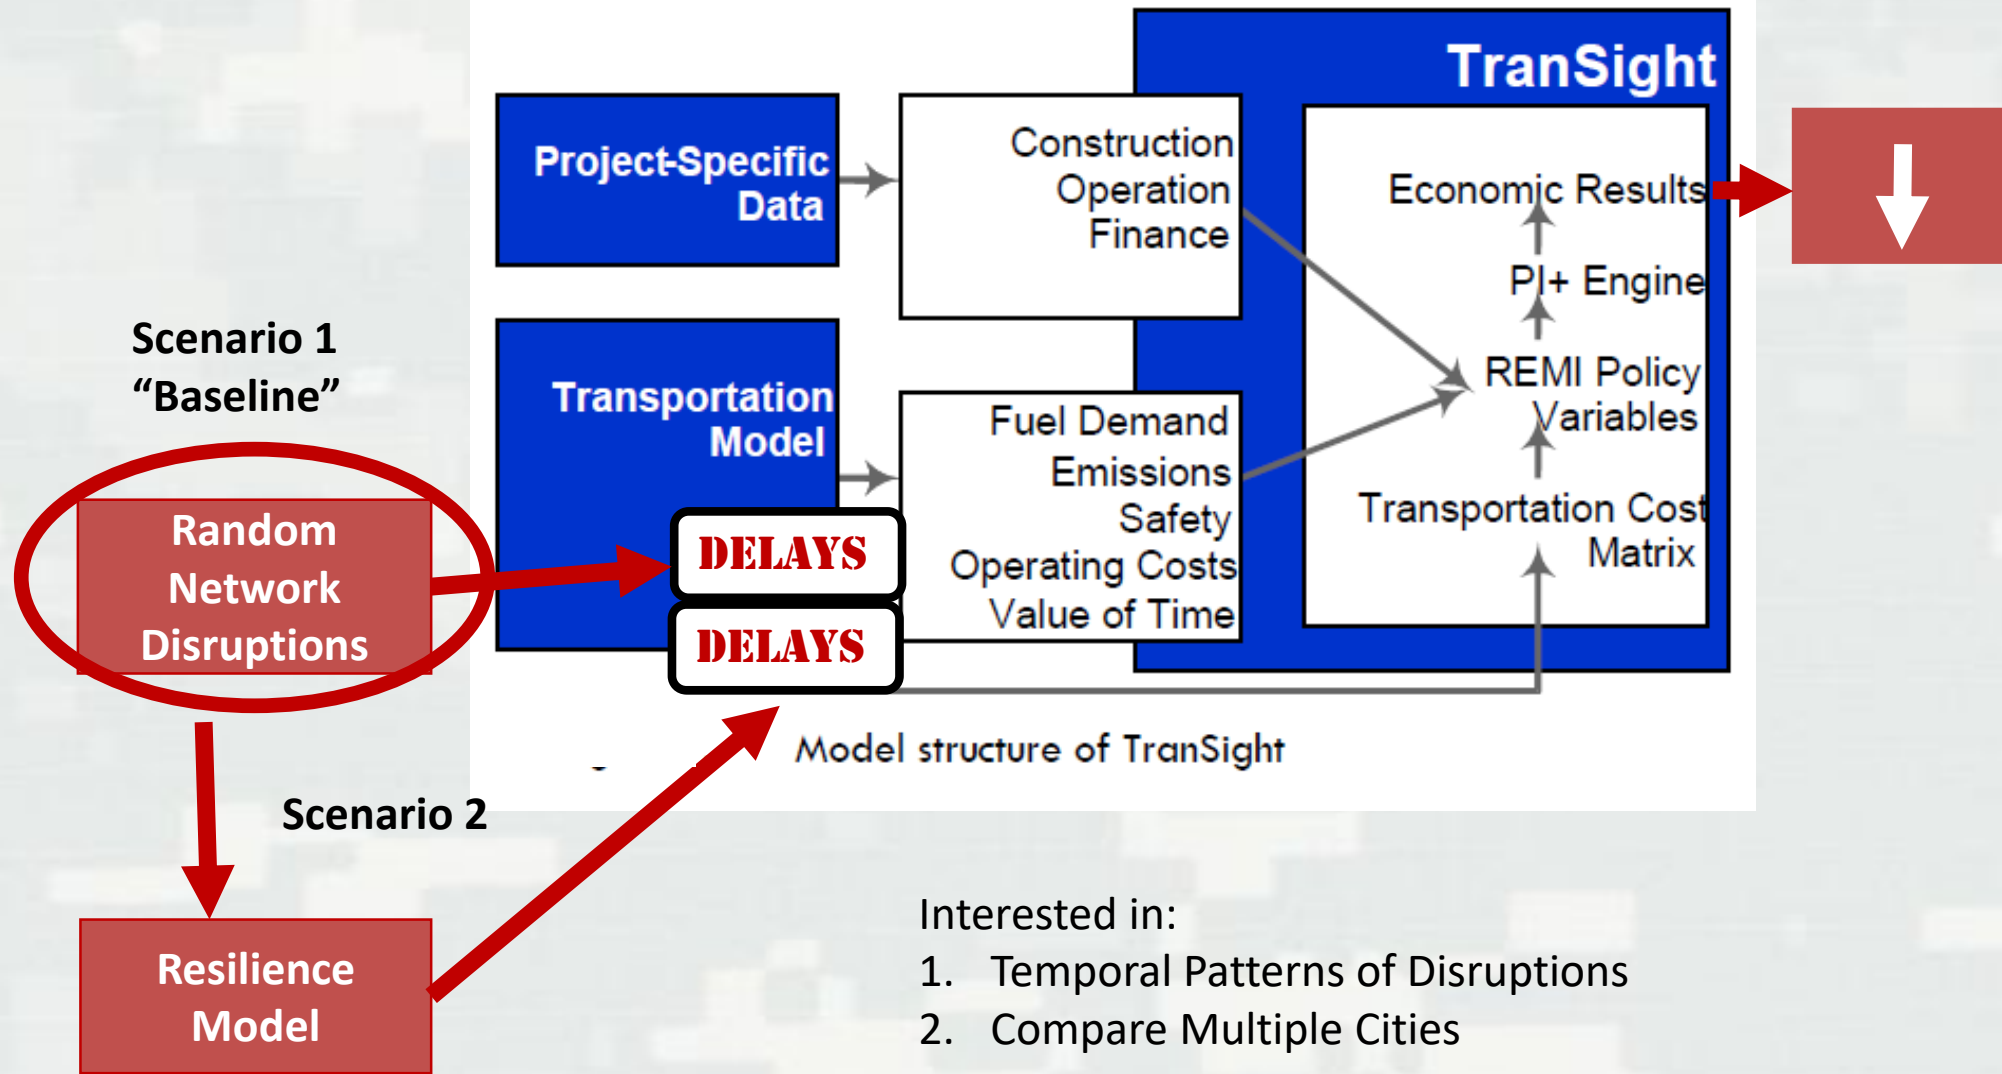 TranSight
Project-Specific
Data
Construction
Operation
Finance
Economic Results
PI+ Engine
REMI Policy
Variables
Transportation Cost
Matrix
Scenario 1
“Baseline”
Transportation
Model
Fuel Demand
Emissions
Safety
Operating Costs
Value of Time
Random
Network
Disruptions
DELAYS
DELAYS
Model structure of TranSight
Scenario 2
Resilience
Model
Interested in:
1. Temporal Patterns of Disruptions
2. Compare Multiple Cities